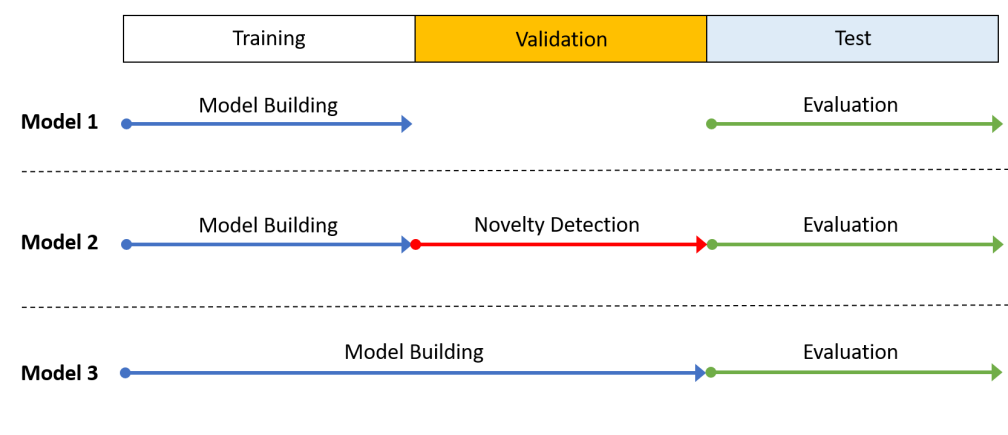 Training Validation Test
Model Building Evaluation
Model 1
Model Building Novelty Detection Evaluation
Model 2
Model Building Evaluation
Model 3